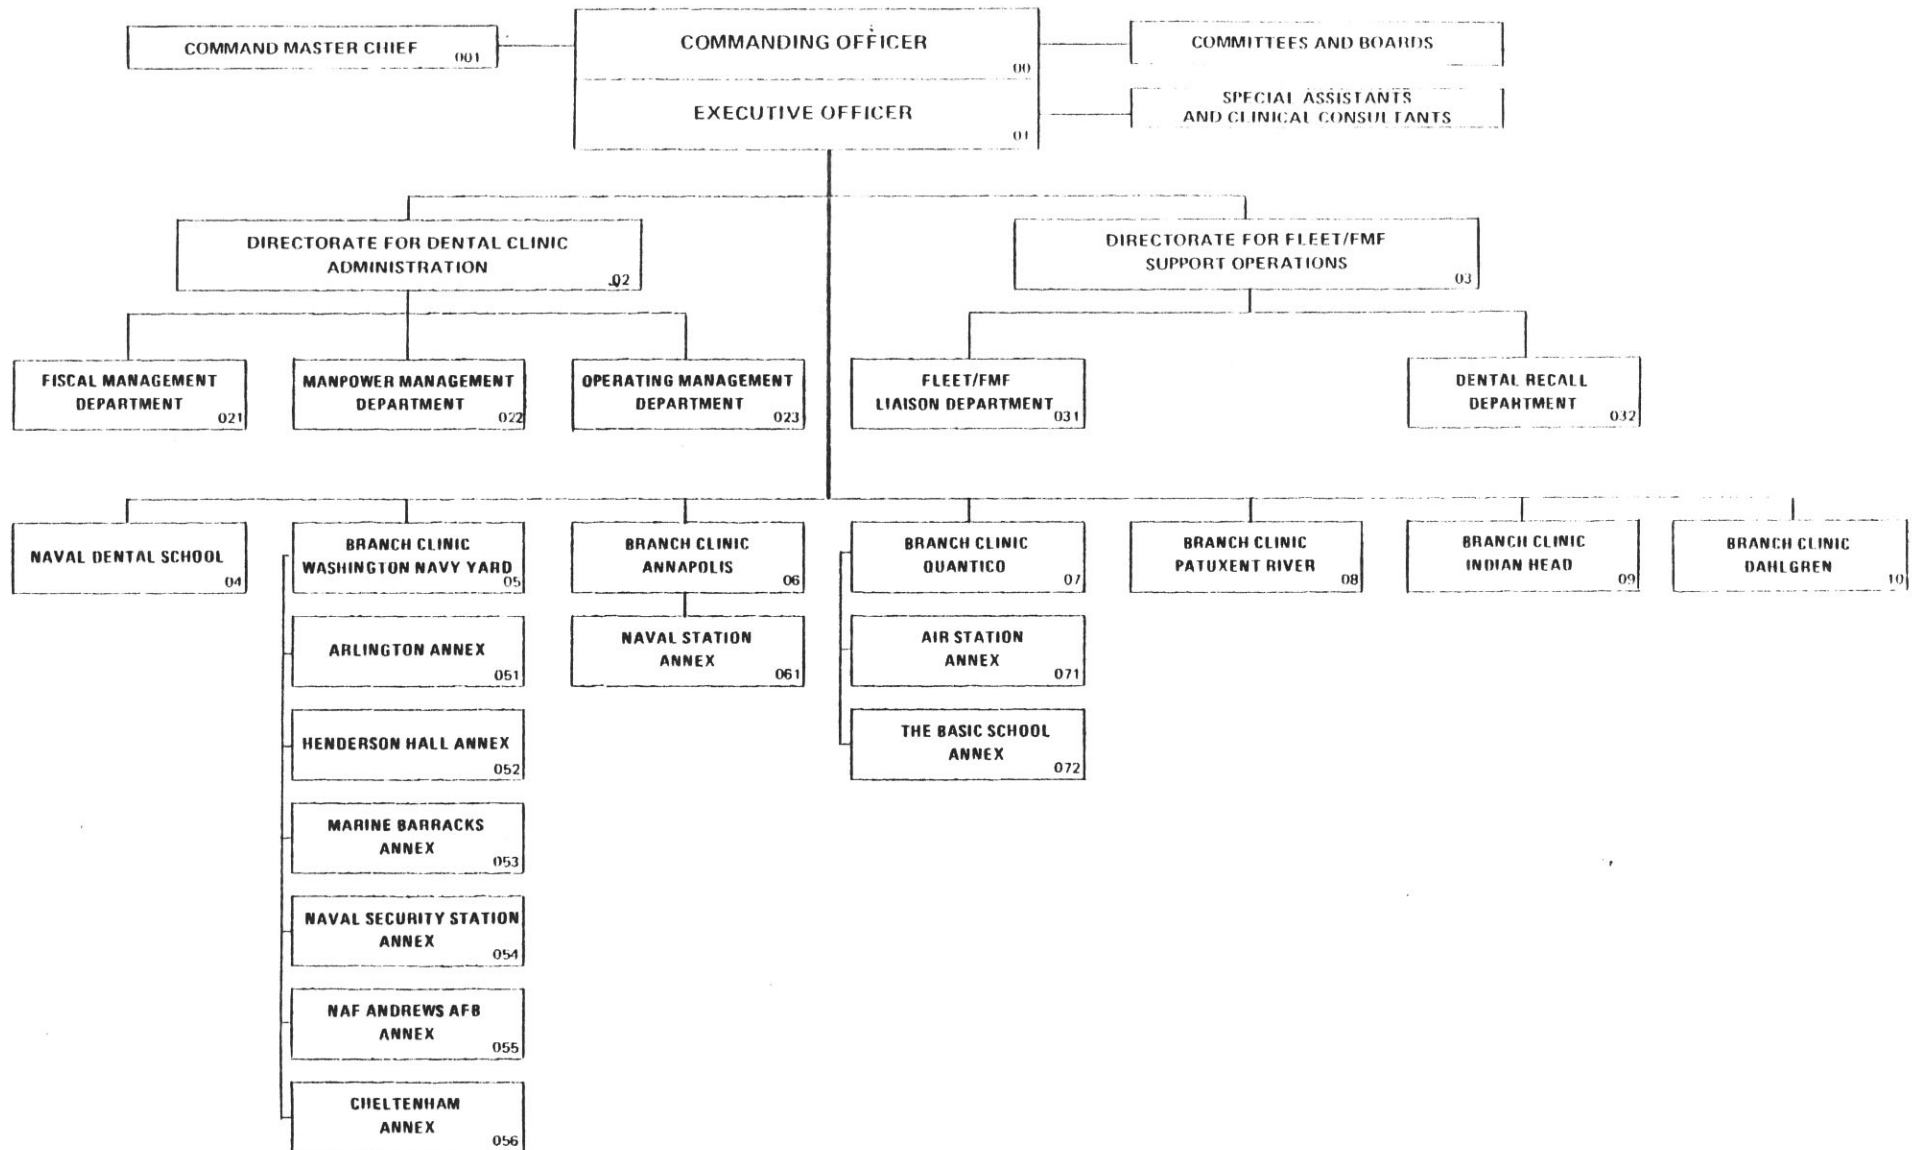 COMMAND MASTER CHIEF
001
COMMANDING OFFICER
00
EXECUTIVE OFFICER
01
COMMITTEES AND BOARDS
SPECIAL ASSISTANTS
AND CLINICAL CONSULTANTS
DIRECTORATE FOR DENTAL CLINIC
ADMINISTRATION
02
DIRECTORATE FOR FLEET/FMF
SUPPORT OPERATIONS
03
FISCAL MANAGEMENT
DEPARTMENT
021
MANPOWER MANAGEMENT
DEPARTMENT
022
OPERATING MANAGEMENT
DEPARTMENT
023
FLEET/FMF
LIAISON DEPARTMENT
031
DENTAL RECALL
DEPARTMENT
032
NAVAL DENTAL SCHOOL
04
BRANCH CLINIC
WASHINGTON NAVY YARD
05
BRANCH CLINIC
ANNAPOLIS
06
BRANCH CLINIC
QUANTICO
07
BRANCH CLINIC
PATUXENT RIVER
08
BRANCH CLINIC
INDIAN HEAD
09
BRANCH CLINIC
DAHLGREN
10
ARLINGTON ANNEX
051
NAVAL STATION
ANNEX
061
AIR STATION
ANNEX
071
HENDERSON HALL ANNEX
052
THE BASIC SCHOOL
ANNEX
072
MARINE BARRACKS
ANNEX
053
NAVAL SECURITY STATION
ANNEX
054
NAF ANDREWS AFB
ANNEX
055
CHELTENHAM
ANNEX
056